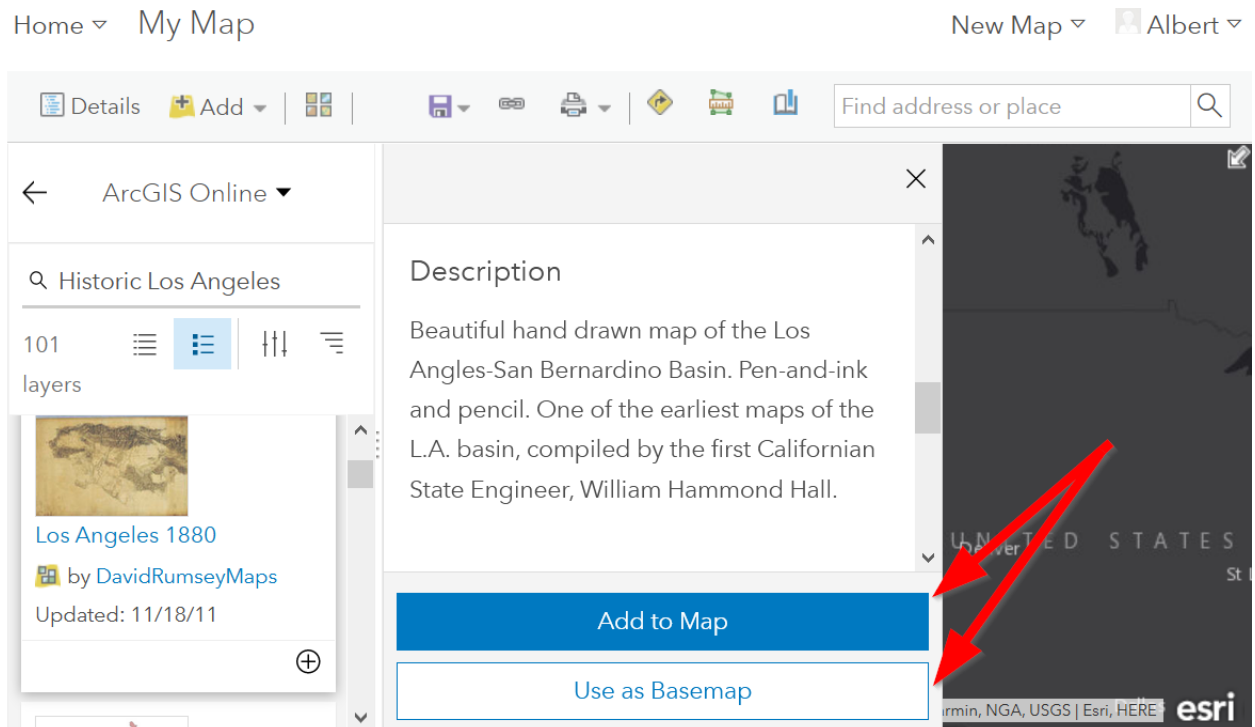 Home My Map New Map Albert
Details Add Find address or place
ArcGIS Online
Historic Los Angeles
101
layers
Los Angeles 1880
by DavidRumseyMaps
Updated: 11/18/11
Description
Beautiful hand drawn map of the Los
Angles-San Bernardino Basin. Pen-and-ink
and pencil. One of the earliest maps of the
L.A. basin, compiled by the first Californian
State Engineer, William Hammond Hall.
Add to Map
Use as Basemap
UNITED STATES
Denver
St L
rmin, NGA, USGS | Esri, HERE
esri